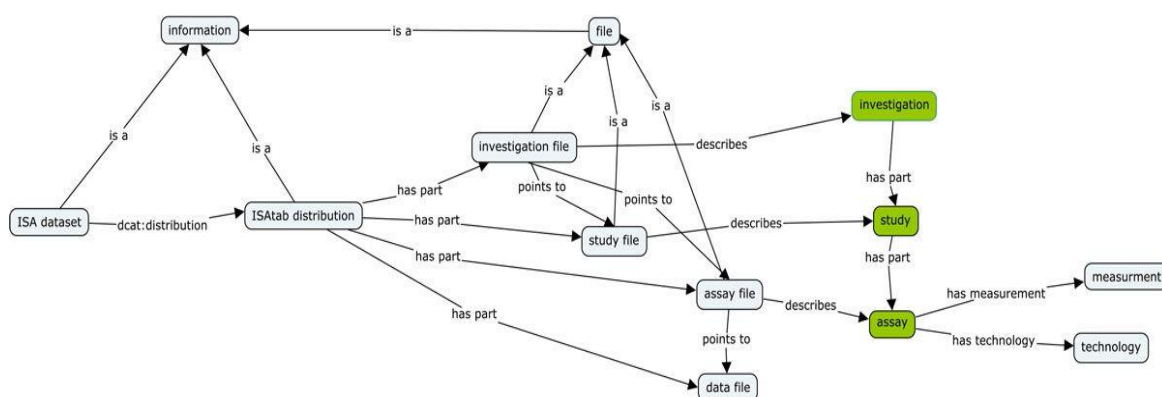 information
file
is a
is a
is a
is a
is a
is a
investigation
investigation file
describes
has part
points to
points to
has part
ISA dataset
dcat:distribution
ISAtab distribution
has part
study file
describes
study
has part
has part
assay file
describes
assay
has measurement
measurment
has part
points to
has technology
technology
data file